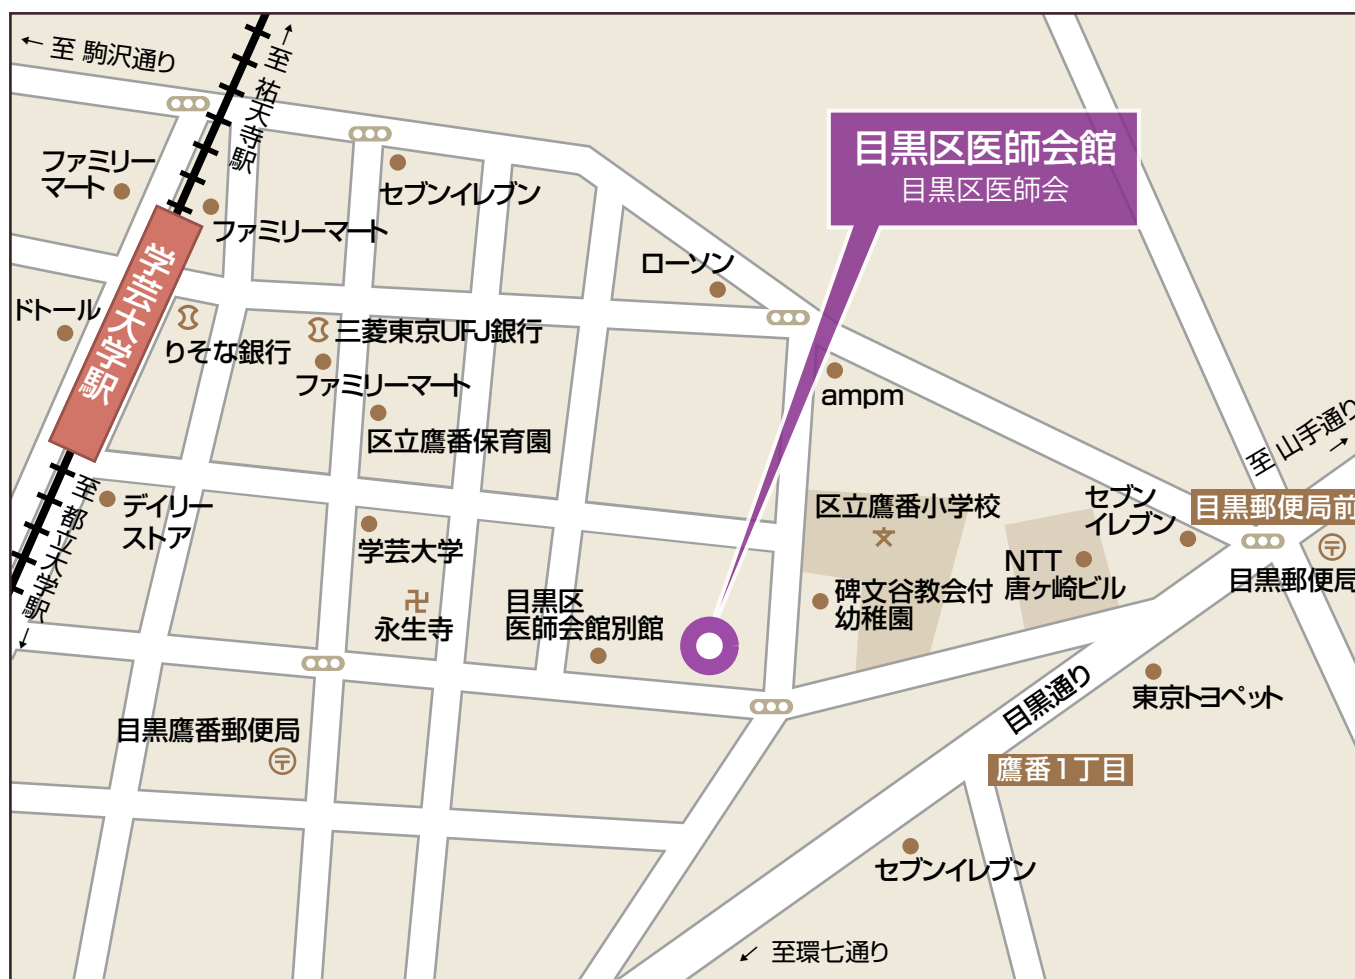 ← 至 駒沢通り
↑
至 祐天寺駅
目黒区医師会館
目黒区医師会
ファミリー
マート
セブンイレブン
ファミリーマート
ローソン
学芸大学駅
ドトール
りそな銀行
三菱東京UFJ銀行
ファミリーマート
ampm
区立鷹番保育園
至 山手通り
→
至 都立大学駅
←
デイリー
ストア
学芸大学
区立鷹番小学校
セブン
イレブン
目黒郵便局前
〒
目黒郵便局
NTT
唐ヶ崎ビル
碑文谷教会付
幼稚園
文
卍
永生寺
目黒区
医師会館別館
目黒通り
東京トヨペット
目黒鷹番郵便局
〒
鷹番1丁目
セブンイレブン
← 至環七通り